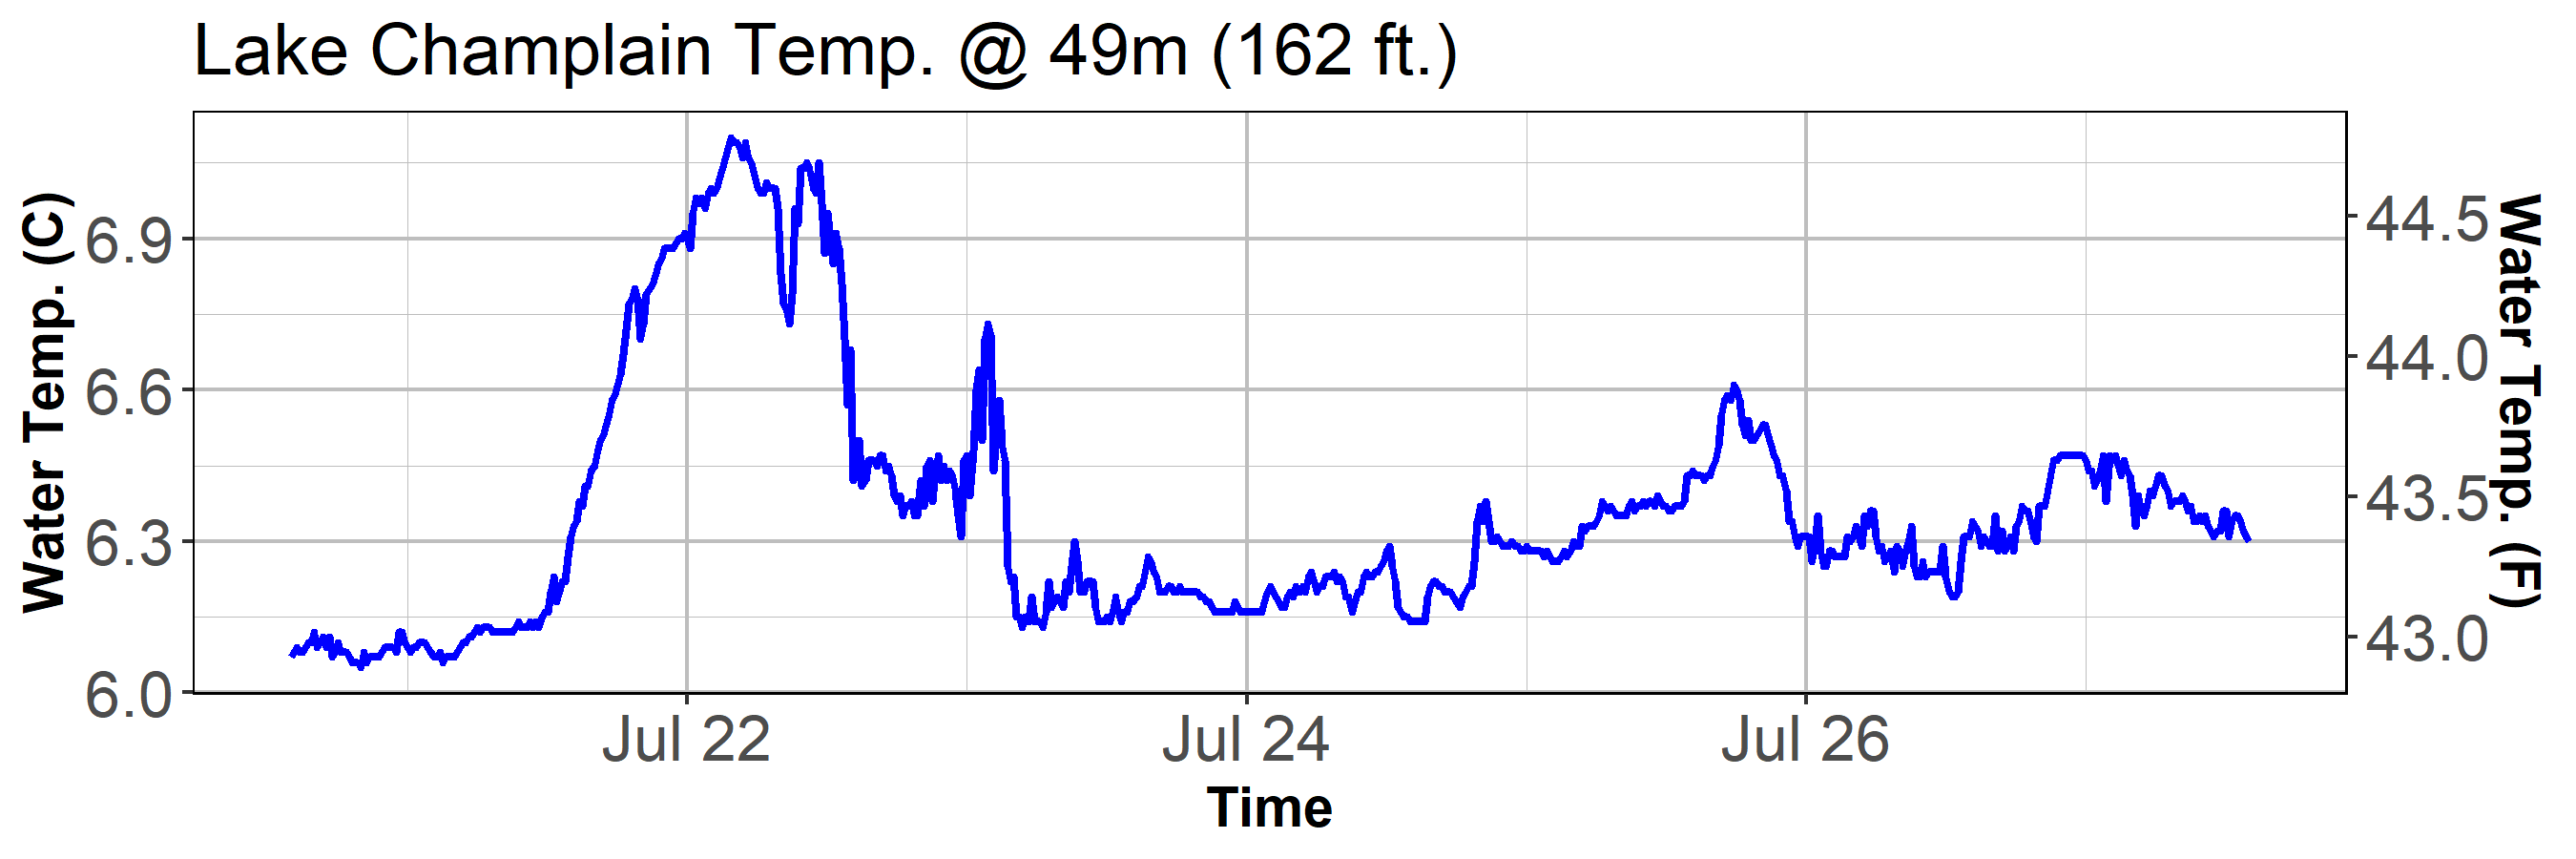 Lake Champlain Temp. @ 49m (162 ft.)
Water Temp. (C)
6.9
6.6
6.3
6.0
44.5
44.0
43.5
43.0
Water Temp. (F)
Jul 22 Jul 24 Jul 26
Time